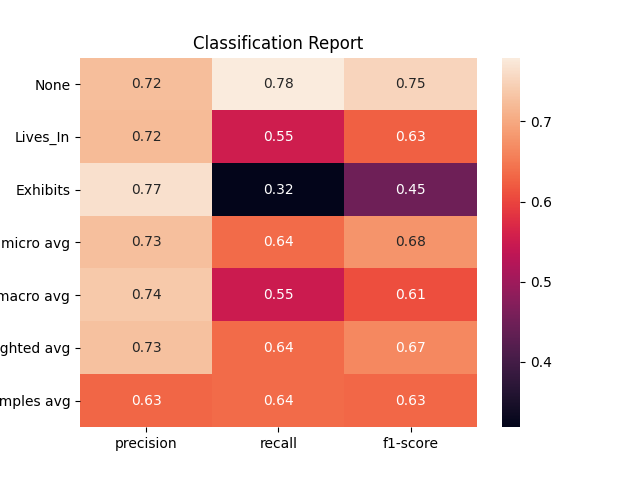 Classification Report
None 0.72 0.78 0.75 0.7
Lives_In 0.72 0.55 0.63
Exhibits 0.77 0.32 0.45 0.6
micro avg 0.73 0.64 0.68
macro avg 0.74 0.55 0.61 0.5
ghted avg 0.73 0.64 0.67 0.4
mples avg 0.63 0.64 0.63
precision recall f1-score